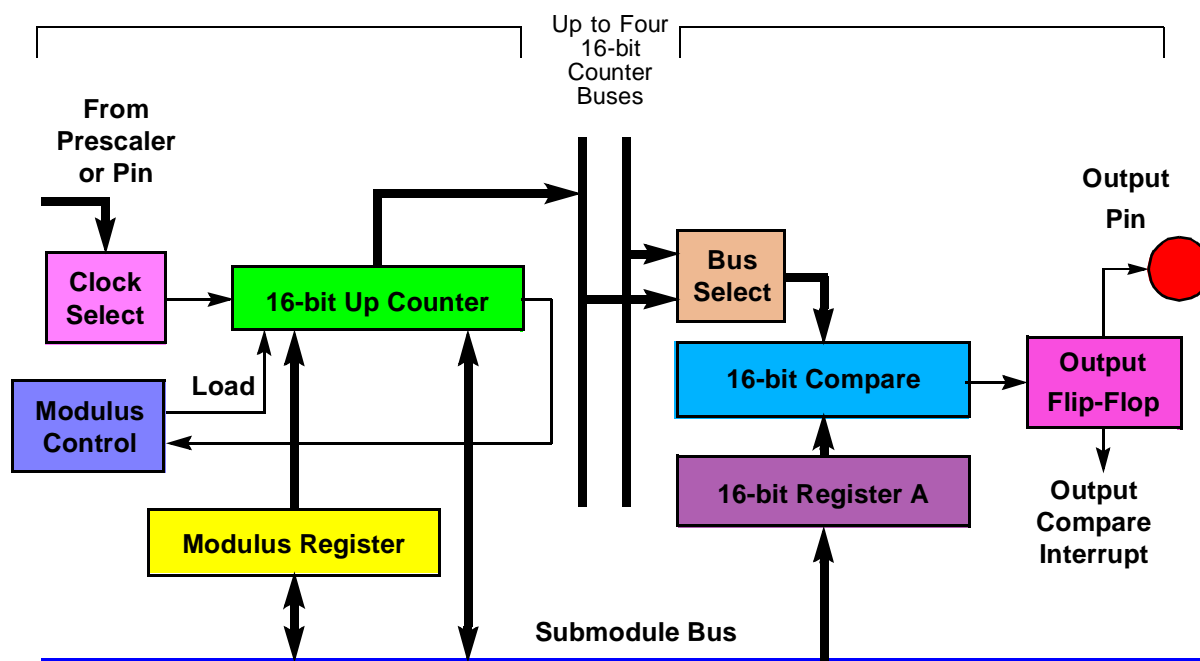 Up to Four
16-bit
Counter
Buses
From
Prescaler
or Pin
Output
Pin
Clock
Select
16-bit Up Counter
Bus
Select
Load
Modulus
Control
16-bit Compare
Output
Flip-Flop
Modulus Register
16-bit Register A
Output
Compare
Interrupt
Submodule Bus